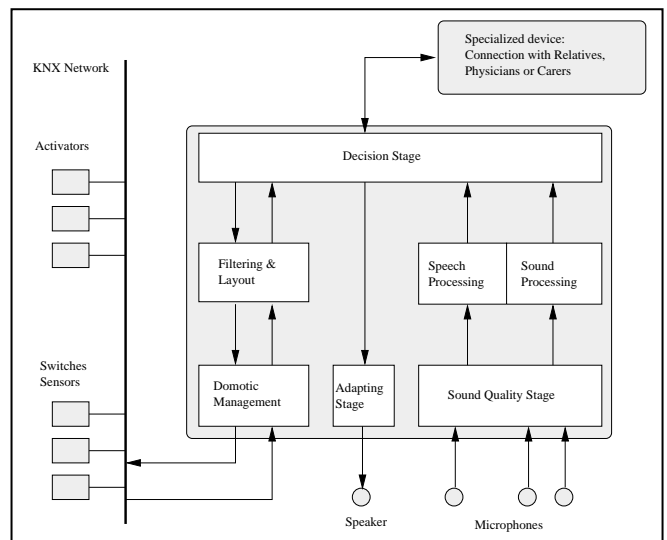 Specialized device:
Connection with Relatives,
Physicians or Carers
KNX Network
Activators
Decision Stage
Filtering &
Layout
Speech
Processing
Sound
Processing
Switches
Sensors
Domotic
Management
Adapting
Stage
Sound Quality Stage
Speaker
Microphones